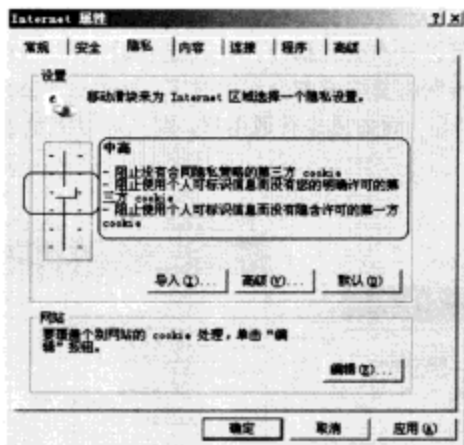 Internet 属性
常规 安全 隐私 内容 连接 程序 高级
设置
移动滑块来为 Internet 区域选择一个隐私设置。
中高
- 阻止没有合同隐私策略的第三方 cookie
- 阻止使用个人可标识信息而没有您的明确许可的第
三方 cookie
- 阻止使用个人可标识信息而没有隐含许可的第一方
cookie
导入(I)... 高级(V)... 默认(D)
网站
要覆盖个别网站的 cookie 处理，单击“编
辑”按钮。
编辑(E)...
确定 取消 应用(A)